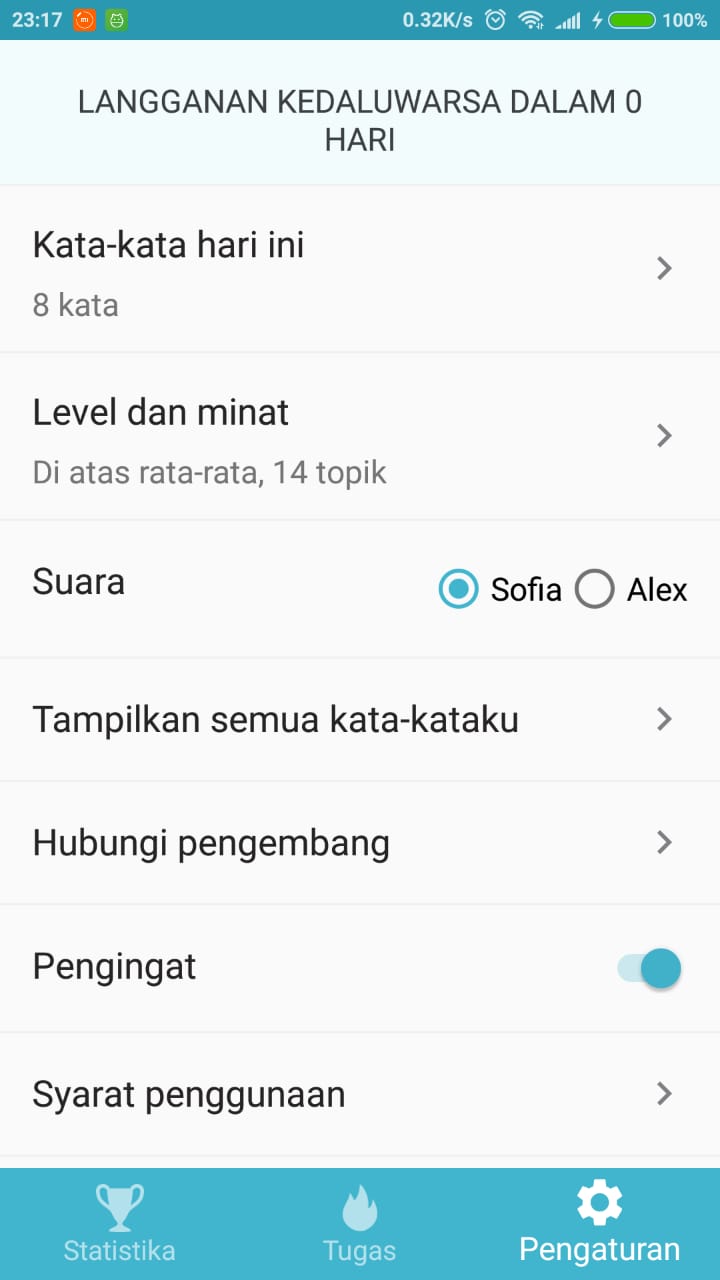 23:17 0.32K/s 100%
LANGGANAN KEDALUWARSA DALAM 0
HARI
Kata-kata hari ini
8 kata
Level dan minat
Di atas rata-rata, 14 topik
Suara Sofia Alex
Tampilkan semua kata-kataku
Hubungi pengembang
Pengingat
Syarat penggunaan
Statistika Tugas Pengaturan